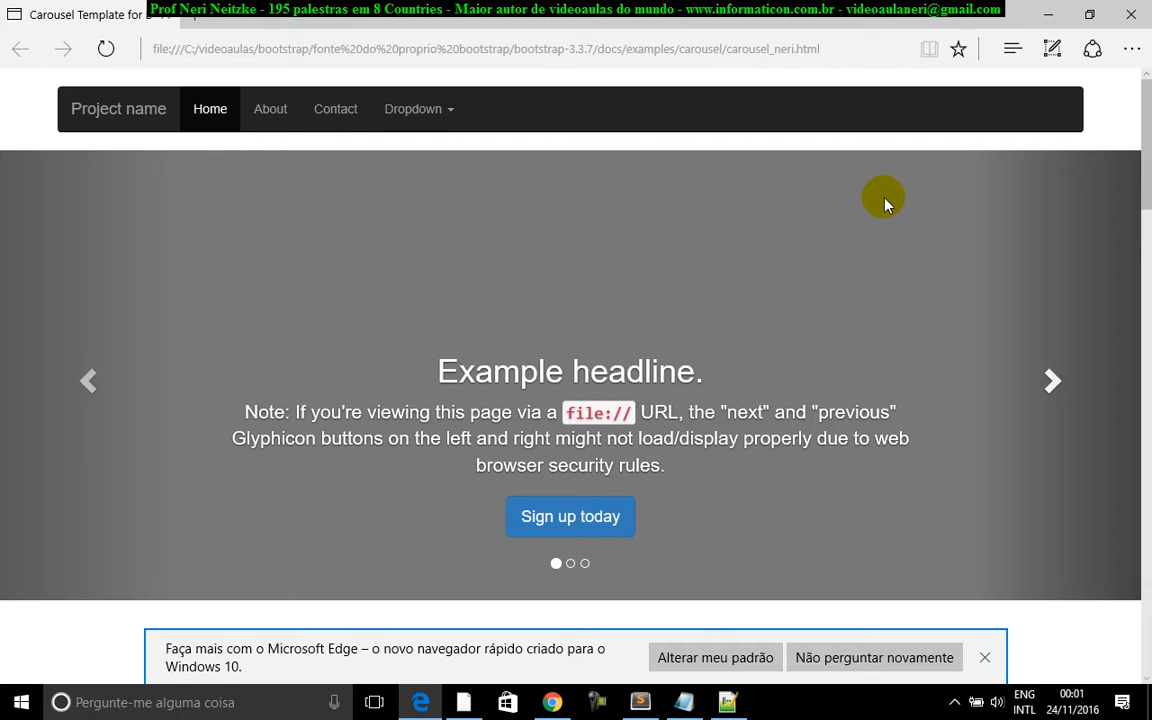 Prof Neri Neitzke - 195 palestras em 8 Countries - Maior autor de videoaulas do mundo - www.informaticon.com.br - videoaulaneri@gmail.com
Carousel Template for B
file:///C:/videoaulas/bootstrap/fonte%20do%20proprio%20bootstrap/bootstrap-3.3.7/docs/examples/carousel/carousel_neri.html
Project name Home About Contact Dropdown
Example headline.
Note: If you're viewing this page via a file:// URL, the "next" and "previous"
Glyphicon buttons on the left and right might not load/display properly due to web
browser security rules.
Sign up today
Faça mais com o Microsoft Edge – o novo navegador rápido criado para o
Windows 10.
Alterar meu padrão Não perguntar novamente
Pergunte-me alguma coisa
ENG 00:01
INTL 24/11/2016